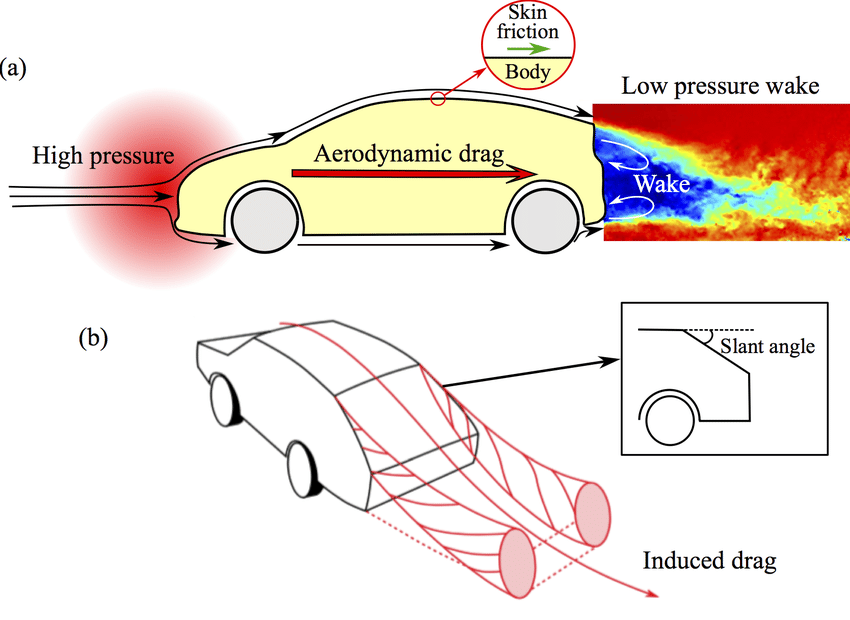 (a)
Skin
friction
Body
Low pressure wake
High pressure
Aerodynamic drag
Wake
(b)
Slant angle
Induced drag